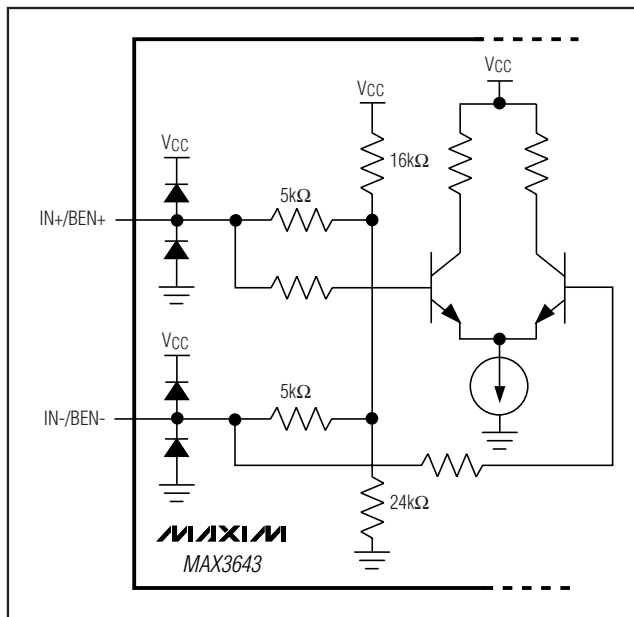 VCC
VCC
16kΩ
VCC
5kΩ
IN+/BEN+
VCC
5kΩ
IN-/BEN-
24kΩ
MAXIM
MAX3643